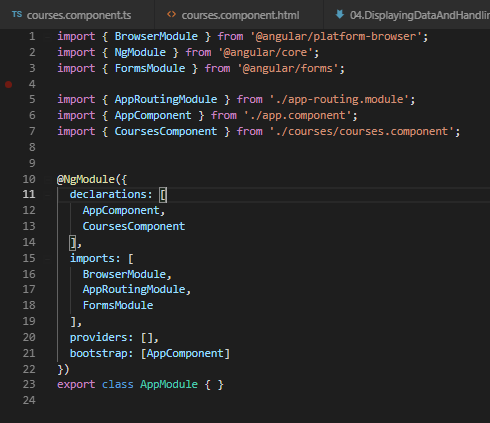 TS courses.component.ts <> courses.component.html 04.DisplayingDataAndHandlin
1 import { BrowserModule } from '@angular/platform-browser';
2 import { NgModule } from '@angular/core';
3 import { FormsModule } from '@angular/forms';
4
5 import { AppRoutingModule } from './app-routing.module';
6 import { AppComponent } from './app.component';
7 import { CoursesComponent } from './courses/courses.component';
8
9
10 @NgModule({
11   declarations: [
12     AppComponent,
13     CoursesComponent
14   ],
15   imports: [
16     BrowserModule,
17     AppRoutingModule,
18     FormsModule
19   ],
20   providers: [],
21   bootstrap: [AppComponent]
22 })
23 export class AppModule { }
24